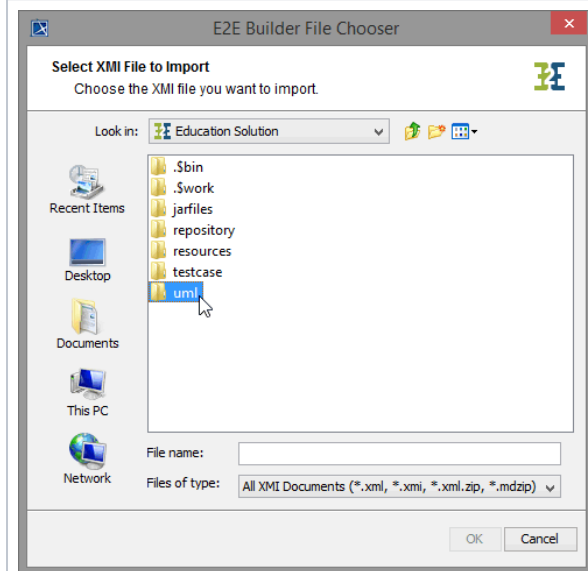 E2E Builder File Chooser
Select XMI File to Import
Choose the XMI file you want to import.
E2E
Look in: E2E Education Solution
.$bin
.$work
jarfiles
repository
resources
testcase
uml
Recent Items
Desktop
Documents
This PC
Network
File name:
Files of type: All XMI Documents (*.xml, *.xmi, *.xml.zip, *.mdzip)
OK Cancel